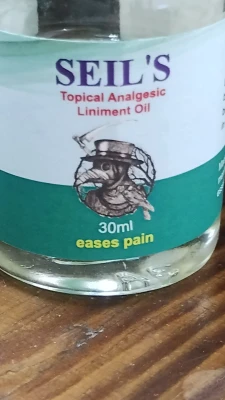 SEIL'S
Topical Analgesic
Liniment Oil
30ml
eases pain